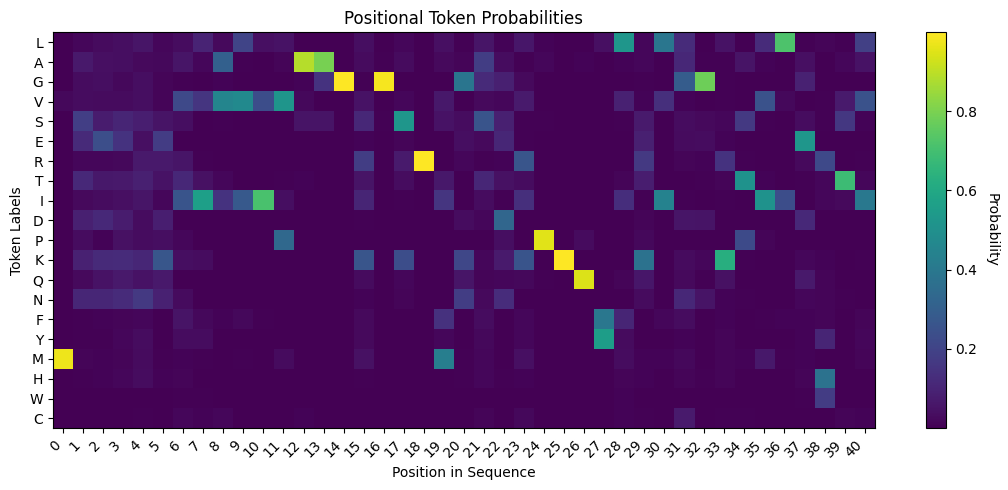 Positional Token Probabilities
Token Labels
L
A
G
V
S
E
R
T
I
D
P
K
Q
N
F
Y
M
H
W
C
0 1 2 3 4 5 6 7 8 9 10 11 12 13 14 15 16 17 18 19 20 21 22 23 24 25 26 27 28 29 30 31 32 33 34 35 36 37 38 39 40
Position in Sequence
0.8
0.6
0.4
0.2
Probability